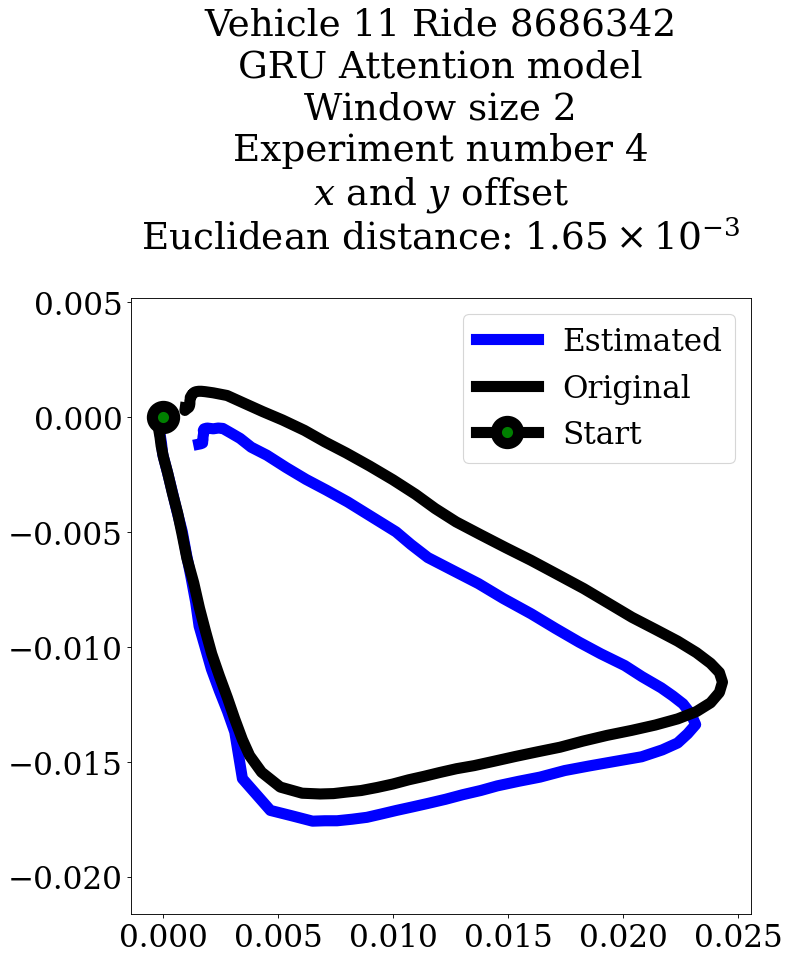 Vehicle 11 Ride 8686342
GRU Attention model
Window size 2
Experiment number 4
x and y offset
Euclidean distance: 1.65 × 10⁻³
0.005
0.000
−0.005
−0.010
−0.015
−0.020
Estimated
Original
Start
0.000 0.005 0.010 0.015 0.020 0.025